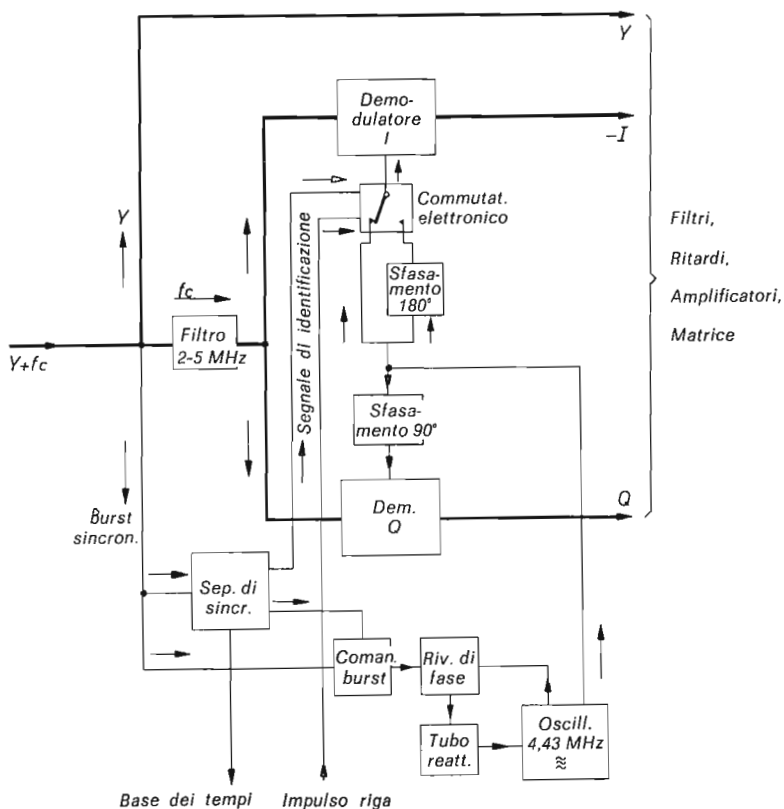 Y
Demo-
dulatore
I
-I
Commutat.
elettronico
Y
Segnale di identificazione
Filtri,
Ritardi,
Amplificatori,
Matrice
Sfasamento
180°
fc
Filtro
2-5 MHz
Y+fc
Sfasa-
mento 90°
Dem.
Q
Q
Burst
sincron.
Sep. di
sincr.
Coman.
burst
Riv. di
fase
Tubo
reatt.
Oscill.
4,43 MHz
≈
Base dei tempi
Impulso riga